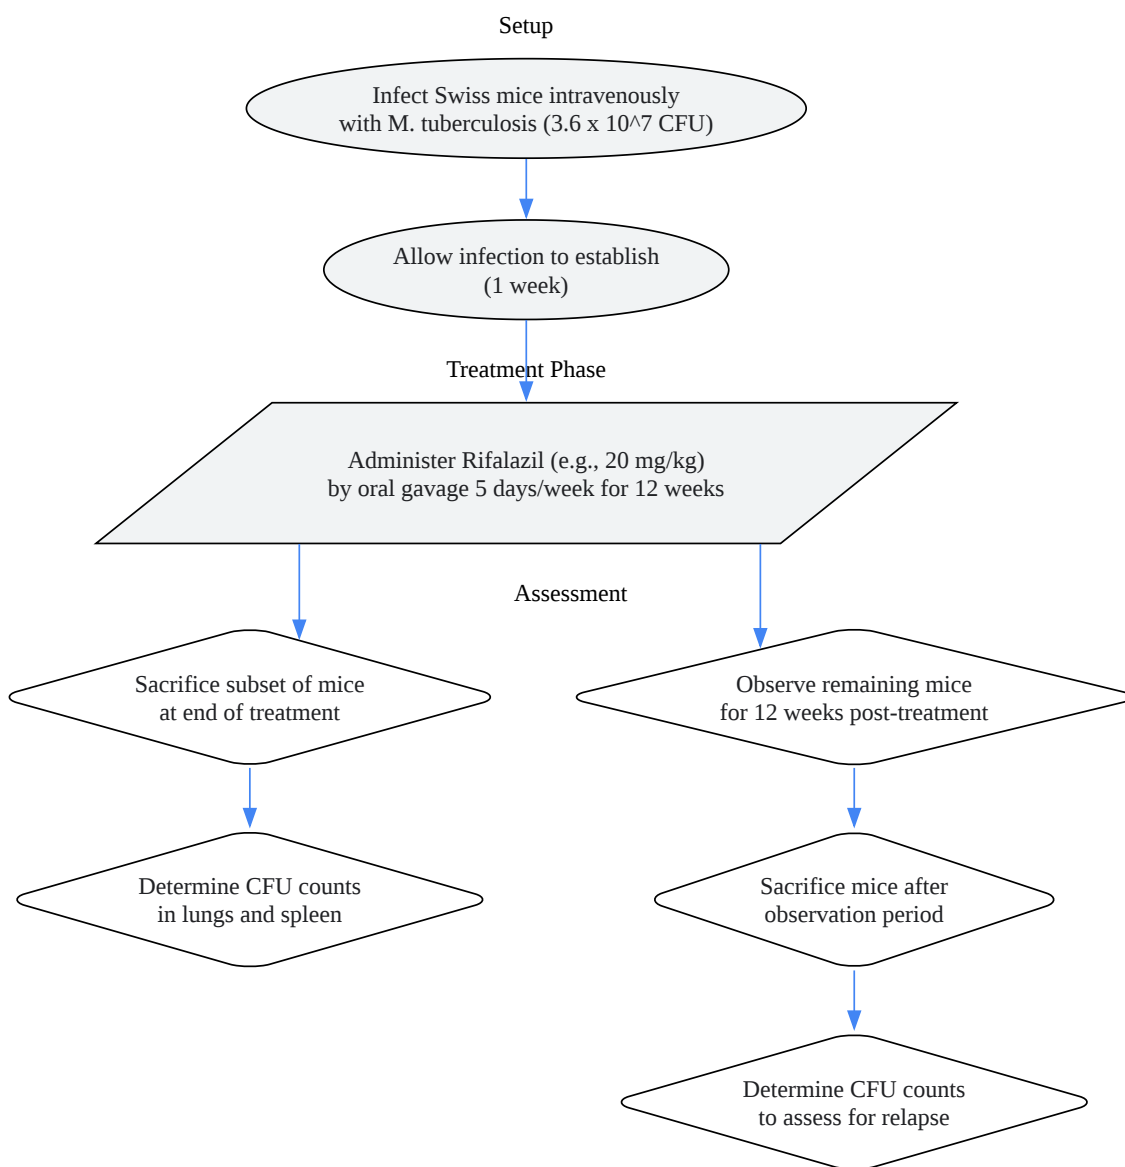 Setup
Infect Swiss mice intravenously
with M. tuberculosis (3.6 x 10^7 CFU)
Allow infection to establish
(1 week)
Treatment Phase
Administer Rifalazil (e.g., 20 mg/kg)
by oral gavage 5 days/week for 12 weeks
Assessment
Sacrifice subset of mice
at end of treatment
Observe remaining mice
for 12 weeks post-treatment
Determine CFU counts
in lungs and spleen
Sacrifice mice after
observation period
Determine CFU counts
to assess for relapse